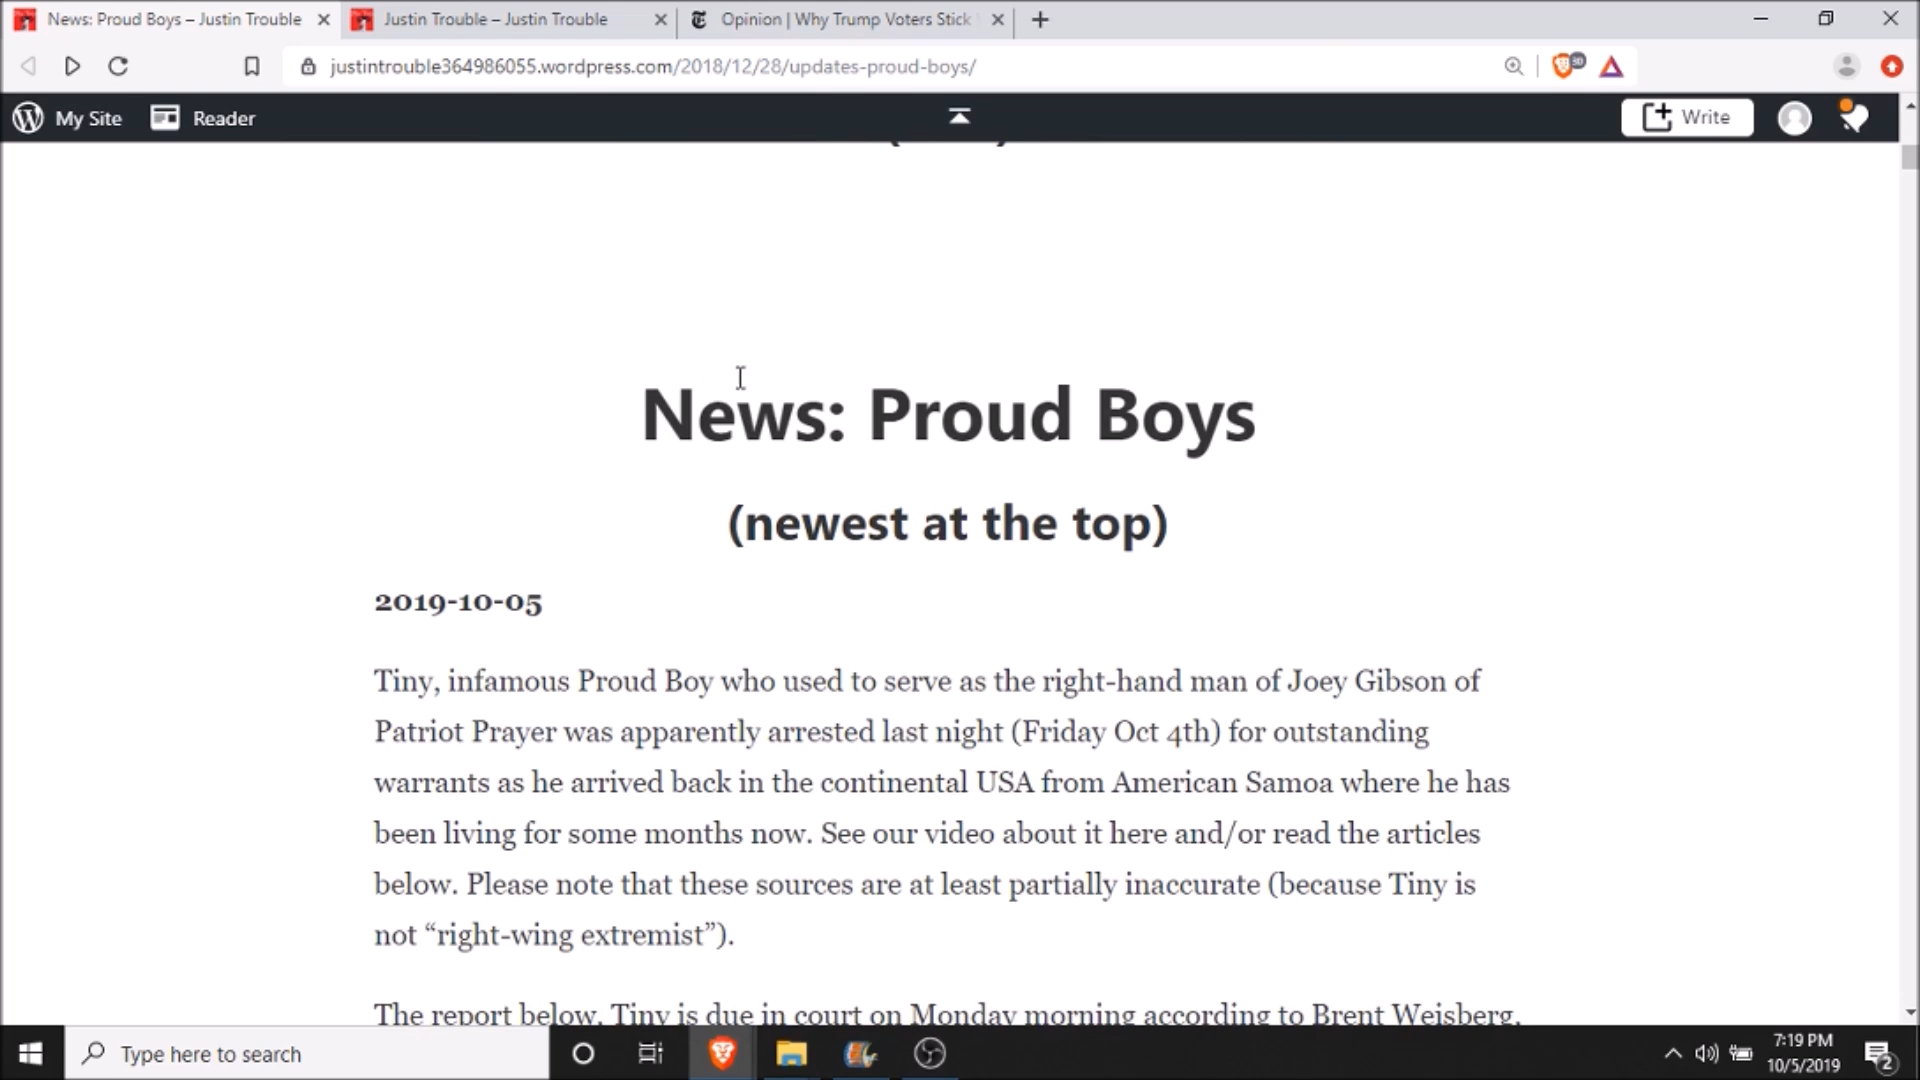 News: Proud Boys – Justin Trouble
Justin Trouble – Justin Trouble
Opinion | Why Trump Voters Stick
justintrouble364986055.wordpress.com/2018/12/28/updates-proud-boys/
30
My Site
Reader
Write
News: Proud Boys
(newest at the top)
2019-10-05
Tiny, infamous Proud Boy who used to serve as the right-hand man of Joey Gibson of
Patriot Prayer was apparently arrested last night (Friday Oct 4th) for outstanding
warrants as he arrived back in the continental USA from American Samoa where he has
been living for some months now. See our video about it here and/or read the articles
below. Please note that these sources are at least partially inaccurate (because Tiny is
not “right-wing extremist”).
The report below, Tiny is due in court on Monday morning according to Brent Weisberg,
Type here to search
7:19 PM
10/5/2019
2